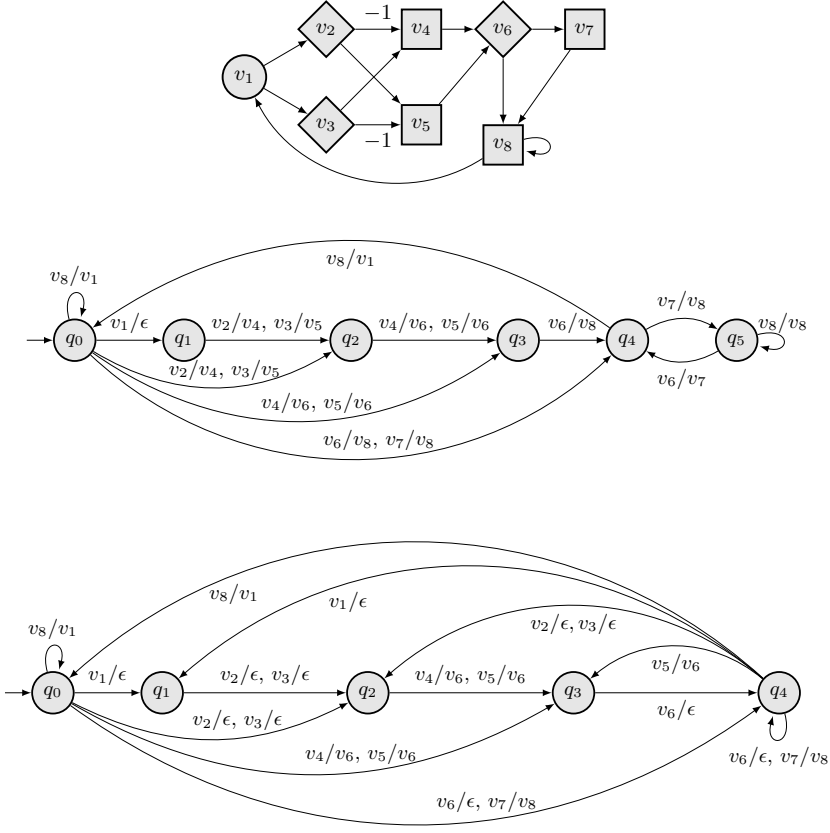 −1
v₂ v₄ v₆ v₇
v₁
v₃ v₅
−1
v₈
v₈/v₁
v₈/v₁
v₁/ϵ v₂/v₄, v₃/v₅ v₄/v₆, v₅/v₆ v₆/v₈ v₇/v₈ v₈/v₈
q₀ q₁ q₂ q₃ q₄ q₅
v₂/v₄, v₃/v₅
v₆/v₇
v₄/v₆, v₅/v₆
v₆/v₈, v₇/v₈
v₈/v₁ v₁/ϵ
v₂/ϵ, v₃/ϵ
v₈/v₁
v₅/v₆
v₁/ϵ v₂/ϵ, v₃/ϵ v₄/v₆, v₅/v₆
q₀ q₁ q₂ q₃ q₄
v₆/ϵ
v₂/ϵ, v₃/ϵ
v₄/v₆, v₅/v₆
v₆/ϵ, v₇/v₈
v₆/ϵ, v₇/v₈